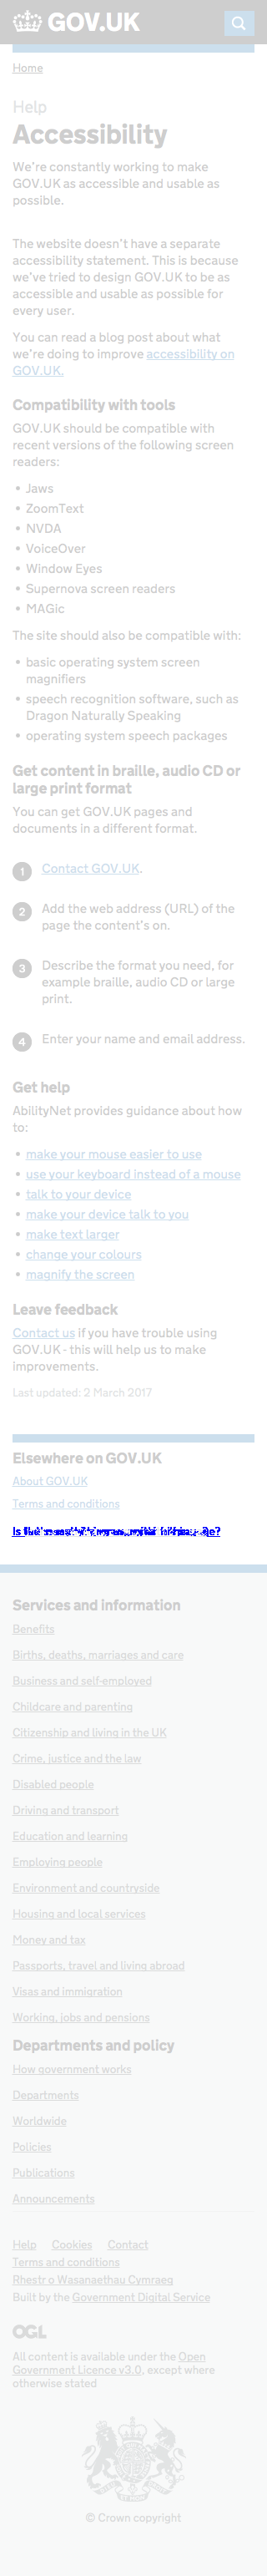 GOV.UK
Home
Help
Accessibility
We're constantly working to make
GOV.UK as accessible and usable as
possible.
The website doesn't have a separate
accessibility statement. This is because
we've tried to design GOV.UK to be as
accessible and usable as possible for
every user.
You can read a blog post about what
we're doing to improve accessibility on
GOV.UK.
Compatibility with tools
GOV.UK should be compatible with
recent versions of the following screen
readers:
• Jaws
• ZoomText
• NVDA
• VoiceOver
• Window Eyes
• Supernova screen readers
• MAGic
The site should also be compatible with:
• basic operating system screen
magnifiers
• speech recognition software, such as
Dragon Naturally Speaking
• operating system speech packages
Get content in braille, audio CD or
large print format
You can get GOV.UK pages and
documents in a different format.
1 Contact GOV.UK.
2 Add the web address (URL) of the
page the content's on.
3 Describe the format you need, for
example braille, audio CD or large
print.
4 Enter your name and email address.
Get help
AbilityNet provides guidance about how
to:
• make your mouse easier to use
• use your keyboard instead of a mouse
• talk to your device
• make your device talk to you
• make text larger
• change your colours
• magnify the screen
Leave feedback
Contact us if you have trouble using
GOV.UK - this will help us to make
improvements.
Last updated: 2 March 2017
Elsewhere on GOV.UK
About GOV.UK
Terms and conditions
Services and information
Benefits
Births, deaths, marriages and care
Business and self-employed
Childcare and parenting
Citizenship and living in the UK
Crime, justice and the law
Disabled people
Driving and transport
Education and learning
Employing people
Environment and countryside
Housing and local services
Money and tax
Passports, travel and living abroad
Visas and immigration
Working, jobs and pensions
Departments and policy
How government works
Departments
Worldwide
Policies
Publications
Announcements
Help Cookies Contact
Terms and conditions
Rhestr o Wasanaethau Cymraeg
Built by the Government Digital Service
OGL
All content is available under the Open
Government Licence v3.0, except where
otherwise stated
© Crown copyright